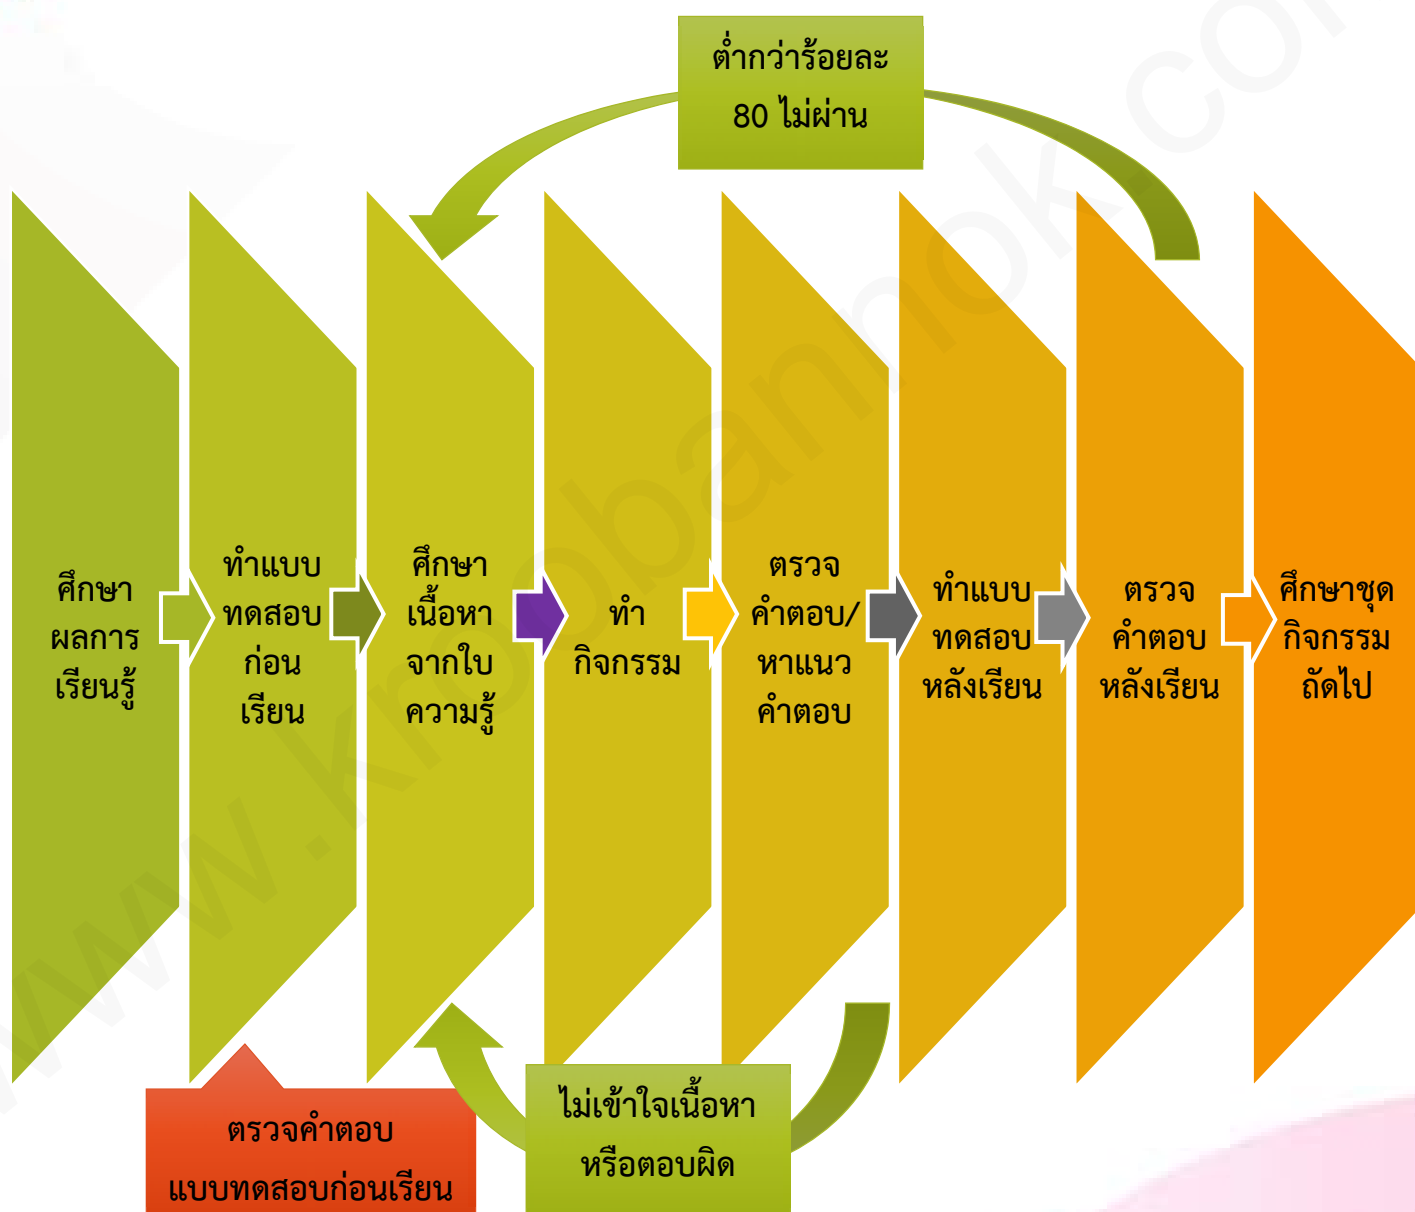 ต่ำกว่าร้อยละ
80 ไม่ผ่าน
ศึกษา
ผลการ
เรียนรู้
ทำแบบ
ทดสอบ
ก่อน
เรียน
ศึกษา
เนื้อหา
จากใบ
ความรู้
ทำ
กิจกรรม
ตรวจ
คำตอบ/
หาแนว
คำตอบ
ทำแบบ
ทดสอบ
หลังเรียน
ตรวจ
คำตอบ
หลังเรียน
ศึกษาชุด
กิจกรรม
ถัดไป
ตรวจคำตอบ
แบบทดสอบก่อนเรียน
ไม่เข้าใจเนื้อหา
หรือตอบผิด
www.kroobannok.com